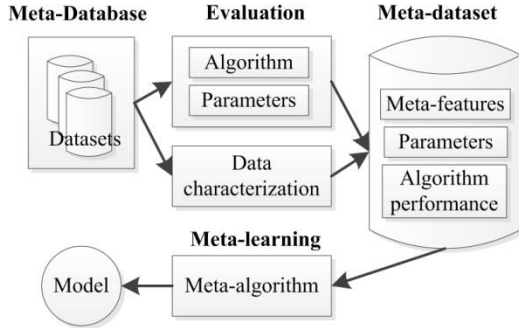 Meta-Database
Evaluation
Meta-dataset
Datasets
Algorithm
Parameters
Data
characterization
Meta-features
Parameters
Algorithm
performance
Meta-learning
Model
Meta-algorithm